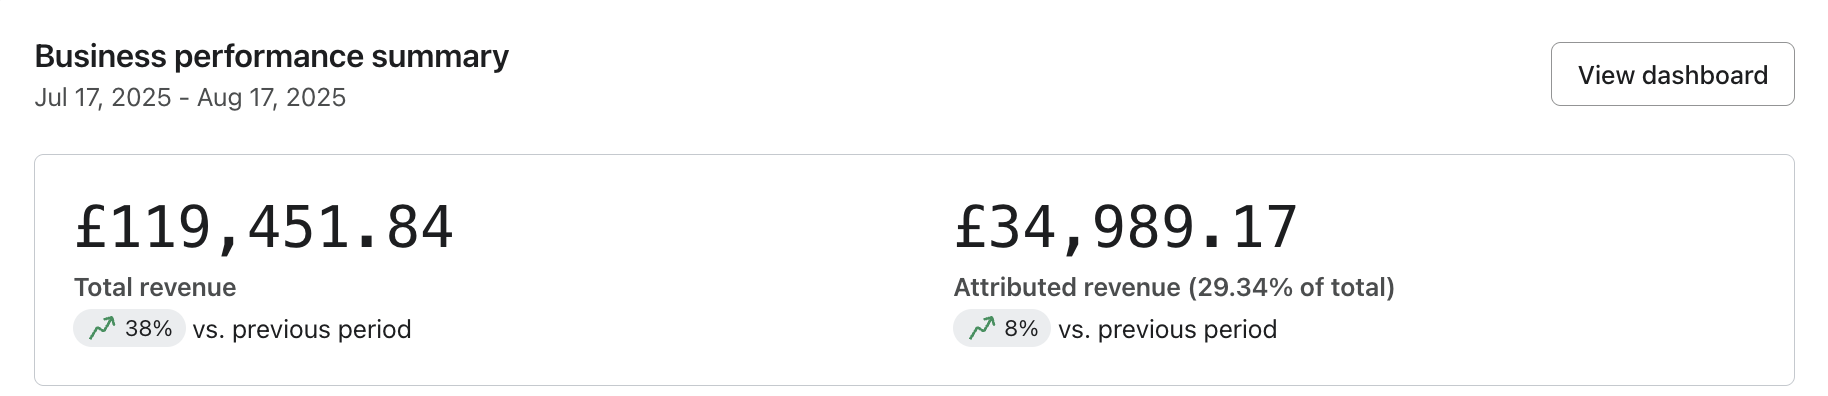 Business performance summary
Jul 17, 2025 - Aug 17, 2025
View dashboard
£119,451.84
Total revenue
38% vs. previous period
£34,989.17
Attributed revenue (29.34% of total)
8% vs. previous period